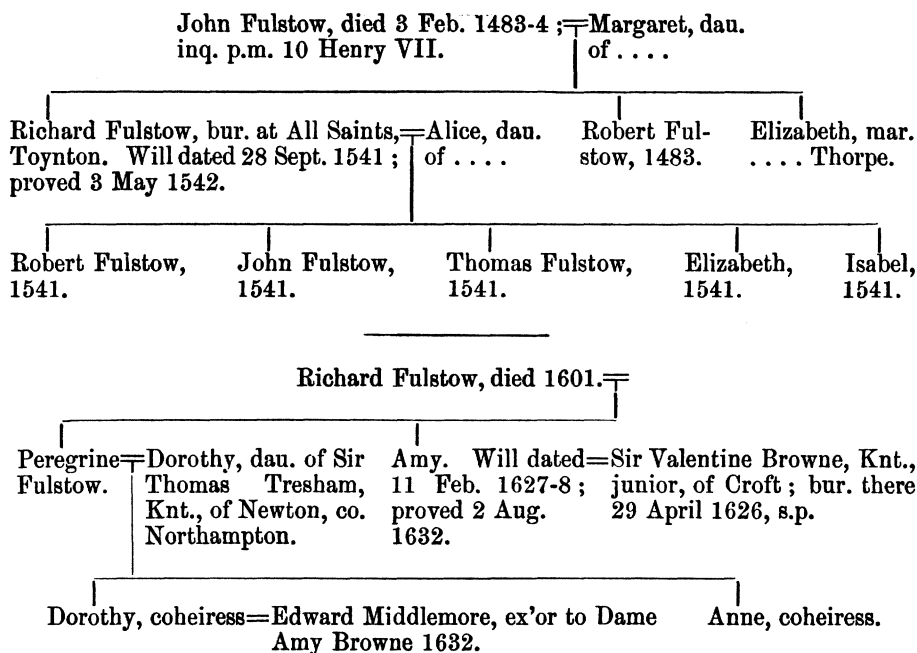 John Fulstow, died 3 Feb. 1483-4 ;=Margaret, dau.
inq. p.m. 10 Henry VII. of . . . .
Richard Fulstow, bur. at All Saints,=Alice, dau.
Toynton. Will dated 28 Sept. 1541 ; of . . . .
proved 3 May 1542.
Robert Ful-
stow, 1483.
Elizabeth, mar.
. . . . Thorpe.
Robert Fulstow,
1541.
John Fulstow,
1541.
Thomas Fulstow,
1541.
Elizabeth,
1541.
Isabel,
1541.
Richard Fulstow, died 1601.=
Peregrine=
Fulstow.
Dorothy, dau. of Sir
Thomas Tresham,
Knt., of Newton, co.
Northampton.
Amy. Will dated=
11 Feb. 1627-8 ;
proved 2 Aug.
1632.
Sir Valentine Browne, Knt.,
junior, of Croft ; bur. there
29 April 1626, s.p.
Dorothy, coheiress=Edward Middlemore, ex'or to Dame
Amy Browne 1632.
Anne, coheiress.